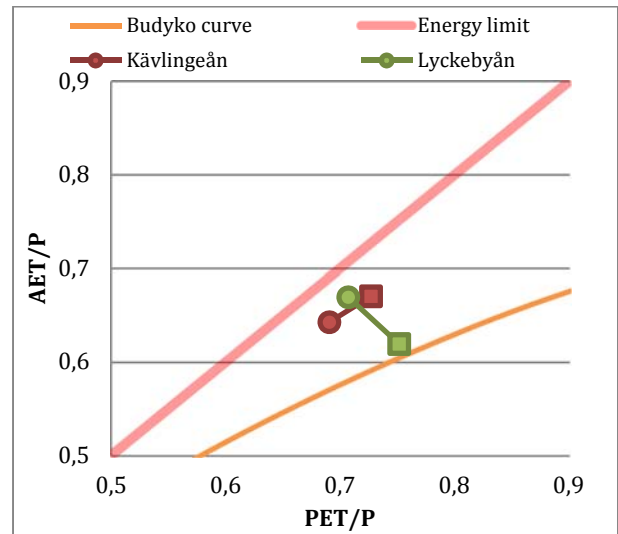 Budyko curve Energy limit
Kävlingeån Lyckebyån
0,9
0,8
0,7
0,6
0,5
AET/P
0,5 0,6 0,7 0,8 0,9
PET/P